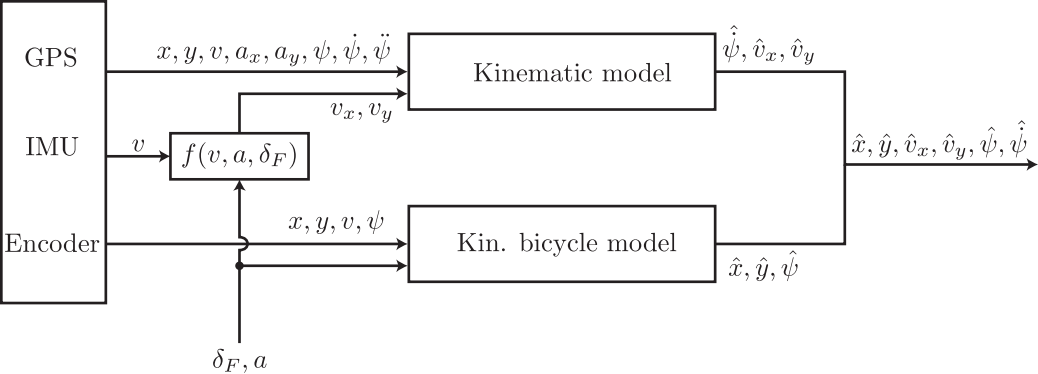 GPS
IMU
Encoder
x, y, v, a_x, a_y, ψ, ψ̇, ψ̈
v_x, v_y
v
f(v, a, δ_F)
x, y, v, ψ
δ_F, a
Kinematic model
Kin. bicycle model
ψ̇̂, v̂_x, v̂_y
x̂, ŷ, ψ̂
x̂, ŷ, v̂_x, v̂_y, ψ̂, ψ̇̂